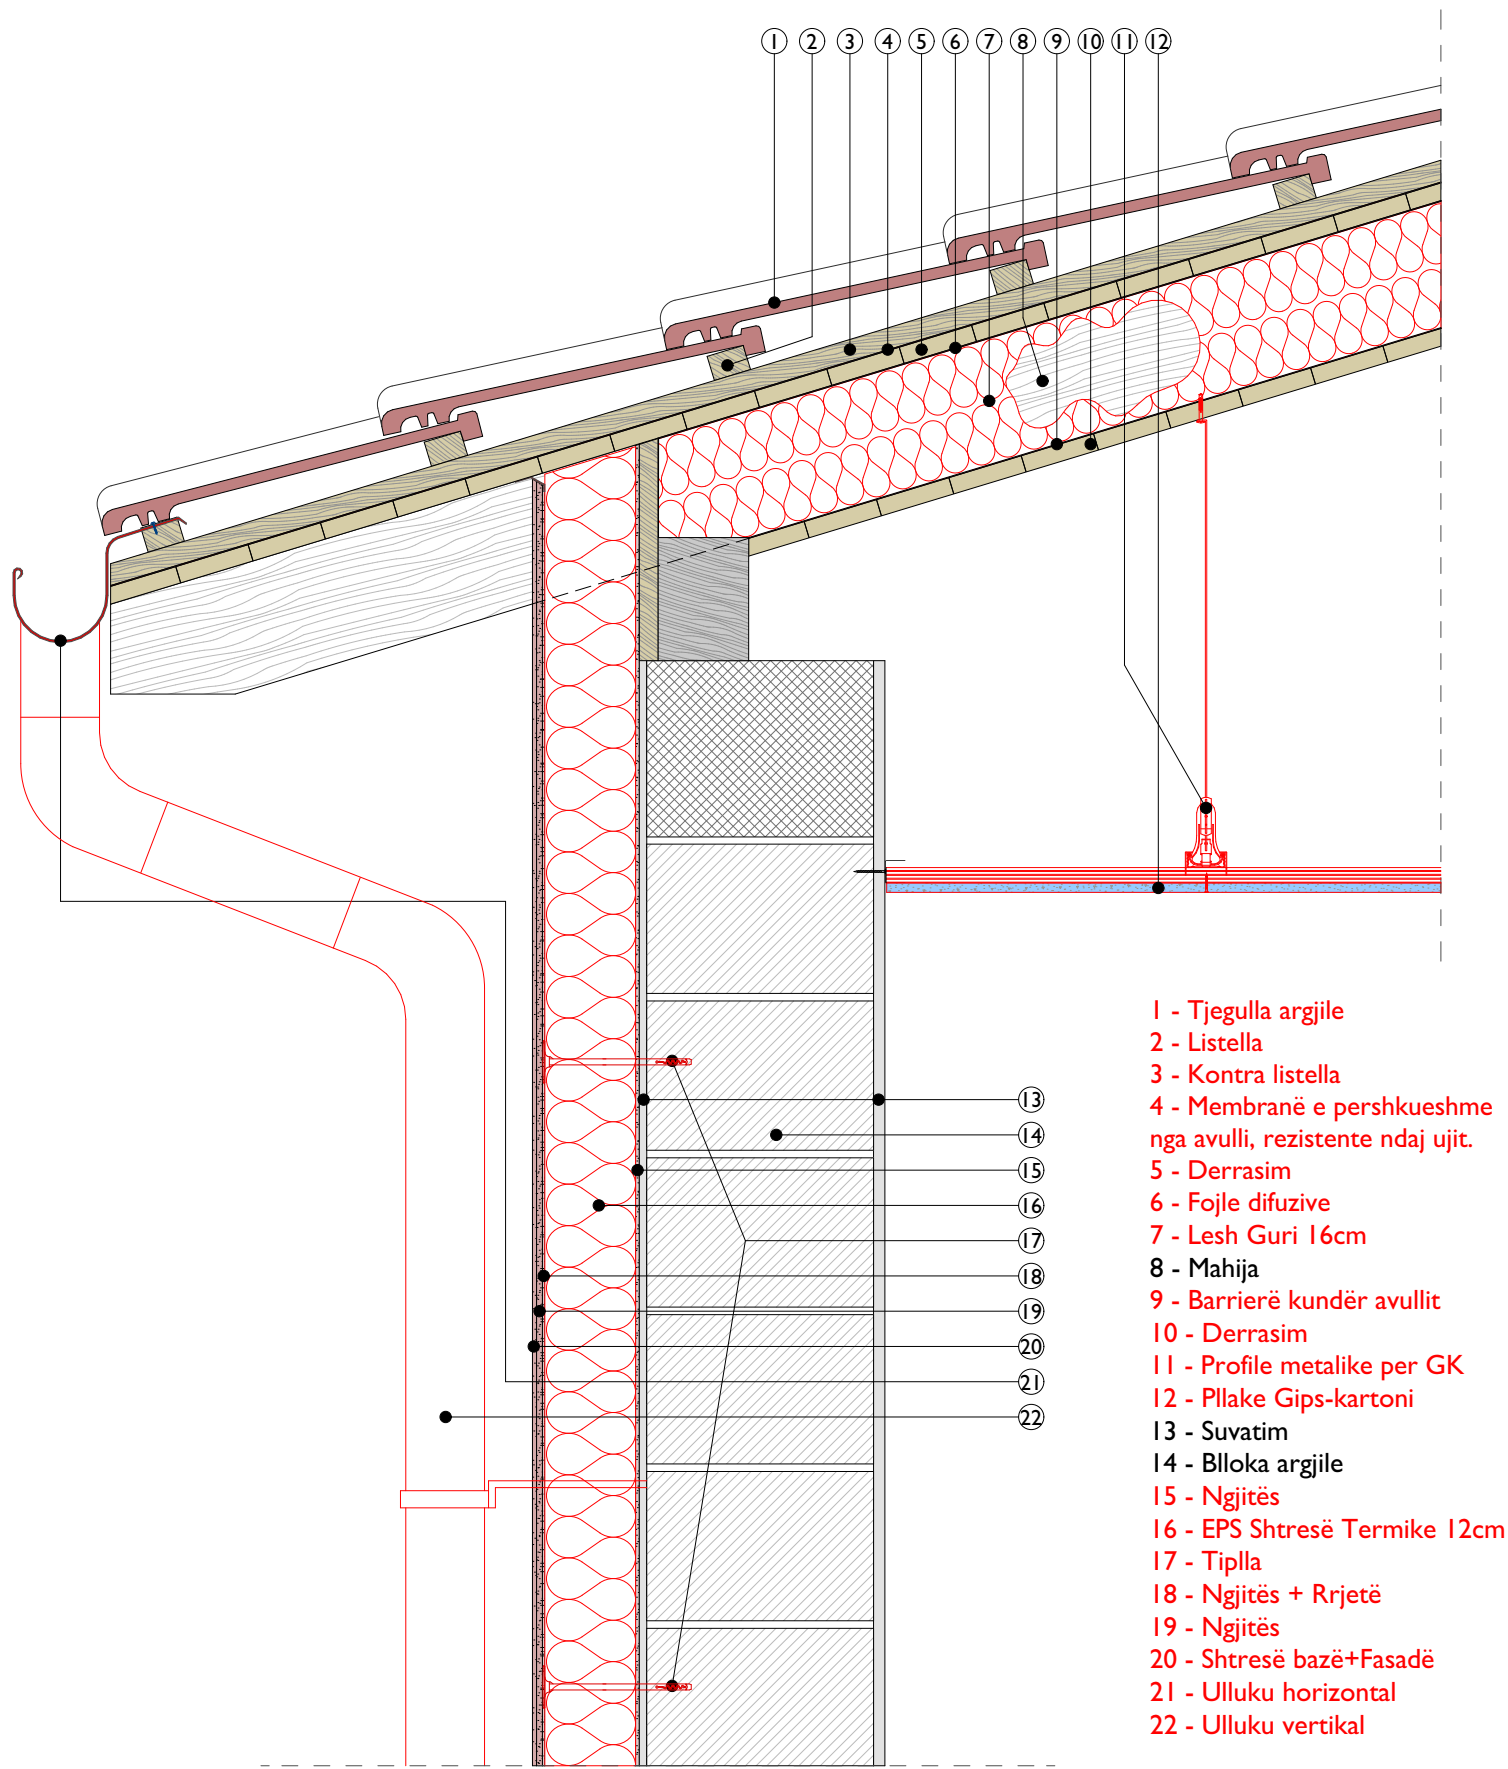 1 2 3 4 5 6 7 8 9 10 11 12
13
14
15
16
17
18
19
20
21
22
1 - Tjegulla argjile
2 - Listella
3 - Kontra listella
4 - Membranë e pershkueshme
nga avulli, rezistente ndaj ujit.
5 - Derrasim
6 - Fojle difuzive
7 - Lesh Guri 16cm
8 - Mahija
9 - Barrierë kundër avullit
10 - Derrasim
11 - Profile metalike per GK
12 - Pllake Gips-kartoni
13 - Suvatim
14 - Blloka argjile
15 - Ngjitës
16 - EPS Shtresë Termike 12cm
17 - Tiplla
18 - Ngjitës + Rrjetë
19 - Ngjitës
20 - Shtresë bazë+Fasadë
21 - Ulluku horizontal
22 - Ulluku vertikal